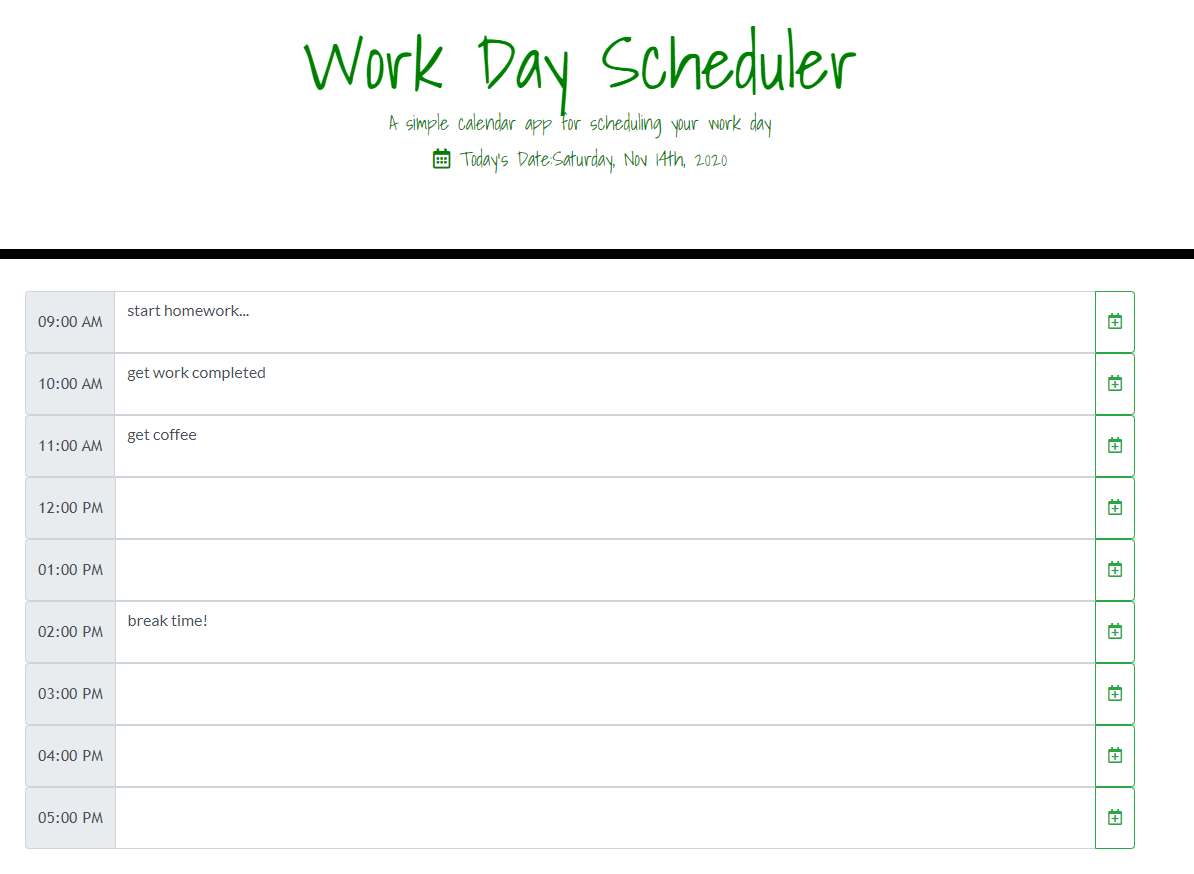 Work Day Scheduler
A simple calendar app for scheduling your work day
Today's Date:Saturday, Nov 14th, 2020
09:00 AM start homework...
10:00 AM get work completed
11:00 AM get coffee
12:00 PM
01:00 PM
02:00 PM break time!
03:00 PM
04:00 PM
05:00 PM